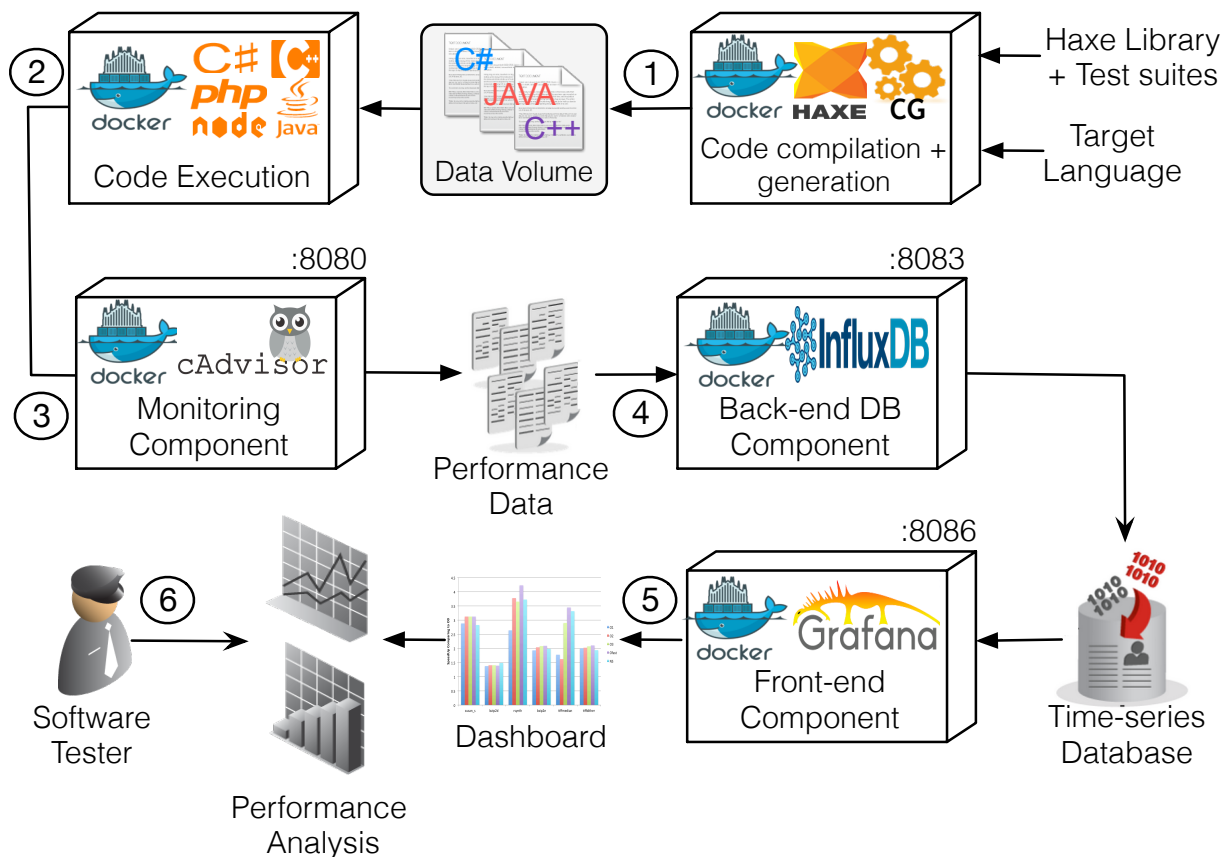 2
docker
C#
C++
php
node
Java
Code Execution
C#
JAVA
C++
Data Volume
1
docker
HAXE
CG
Code compilation +
generation
Haxe Library
+ Test suites
Target
Language
:8080
docker
cAdvisor
3
Monitoring
Component
Performance
Data
4
:8083
docker
InfluxDB
Back-end DB
Component
6
Software
Tester
Performance
Analysis
Dashboard
5
:8086
docker
Grafana
Front-end
Component
1010
1010
1010
1010
Time-series
Database